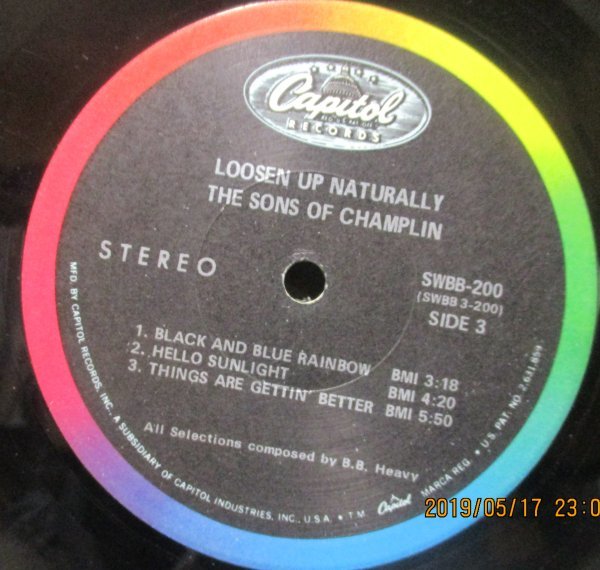 Capitol
REG. U.S. PAT. OFF.
RECORDS
LOOSEN UP NATURALLY
THE SONS OF CHAMPLIN
STEREO
SWBB-200
(SWBB 3-200)
SIDE 3
1. BLACK AND BLUE RAINBOW BMI 3:18
2. HELLO SUNLIGHT BMI 4:20
3. THINGS ARE GETTIN' BETTER BMI 5:50
All Selections composed by B.B. Heavy
MFD. BY CAPITOL RECORDS, INC. A SUBSIDIARY OF CAPITOL INDUSTRIES, INC., U.S.A. • T M Capitol MARCA REG. • U.S. PAT. NO. 2,631,859
2019/05/17 23:0